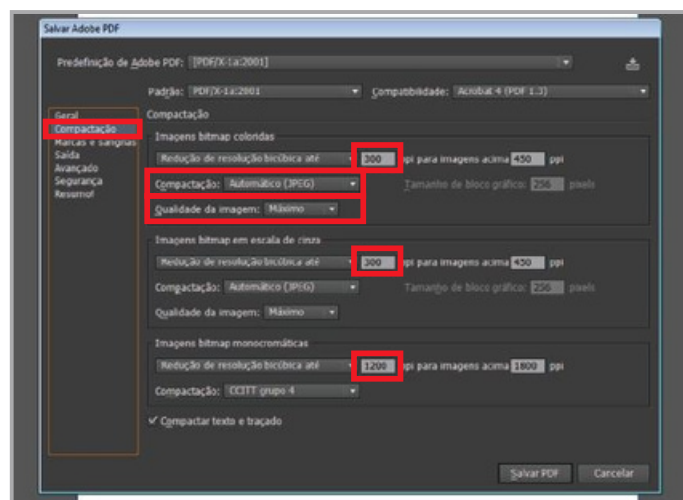 Salvar Adobe PDF
Predefinição de Adobe PDF: [PDF/X-1a:2001]
Padrão: PDF/X-1a:2001 Compatibilidade: Acrobat 4 (PDF 1.3)
Geral
Compactação
Marcas e sangrias
Saída
Avançado
Segurança
Resumo
Compactação
Imagens bitmap coloridas
Redução de resolução bicúbica até 300 ppi para imagens acima 450 ppi
Compactação: Automático (JPEG) Tamanho de bloco gráfico: 256 pixels
Qualidade da imagem: Máximo
Imagens bitmap em escala de cinza
Redução de resolução bicúbica até 300 ppi para imagens acima 450 ppi
Compactação: Automático (JPEG) Tamanho de bloco gráfico: 256 pixels
Qualidade da imagem: Máximo
Imagens bitmap monocromáticas
Redução de resolução bicúbica até 1200 ppi para imagens acima 1800 ppi
Compactação: CCITT grupo 4
Compactar texto e traçado
Salvar PDF Cancelar